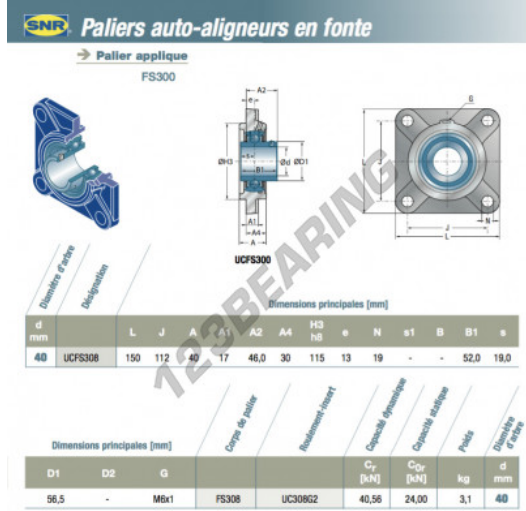 SNR
Paliers auto-aligneurs en fonte
Palier applique
FS300
A2
e
G
ØH3
s
B1
Ød
ØD1
L
J
A1
A4
A
N
J
L
UCFS300
123BEARING
Diamètre d'arbre
Désignation
Dimensions principales [mm]
d mm L J A A1 A2 A4 H3 h8 e N s1 B B1 s
40 UCFS308 150 112 40 17 46,0 30 115 13 19 - - 52,0 19,0
Dimensions principales [mm]
Corps de palier
Roulement-insert
Capacité dynamique
Capacité statique
Poids
Diamètre d'arbre
D1 D2 G Cr [kN] C0r [kN] kg d mm
56,5 - M6x1 FS308 UC308G2 40,56 24,00 3,1 40